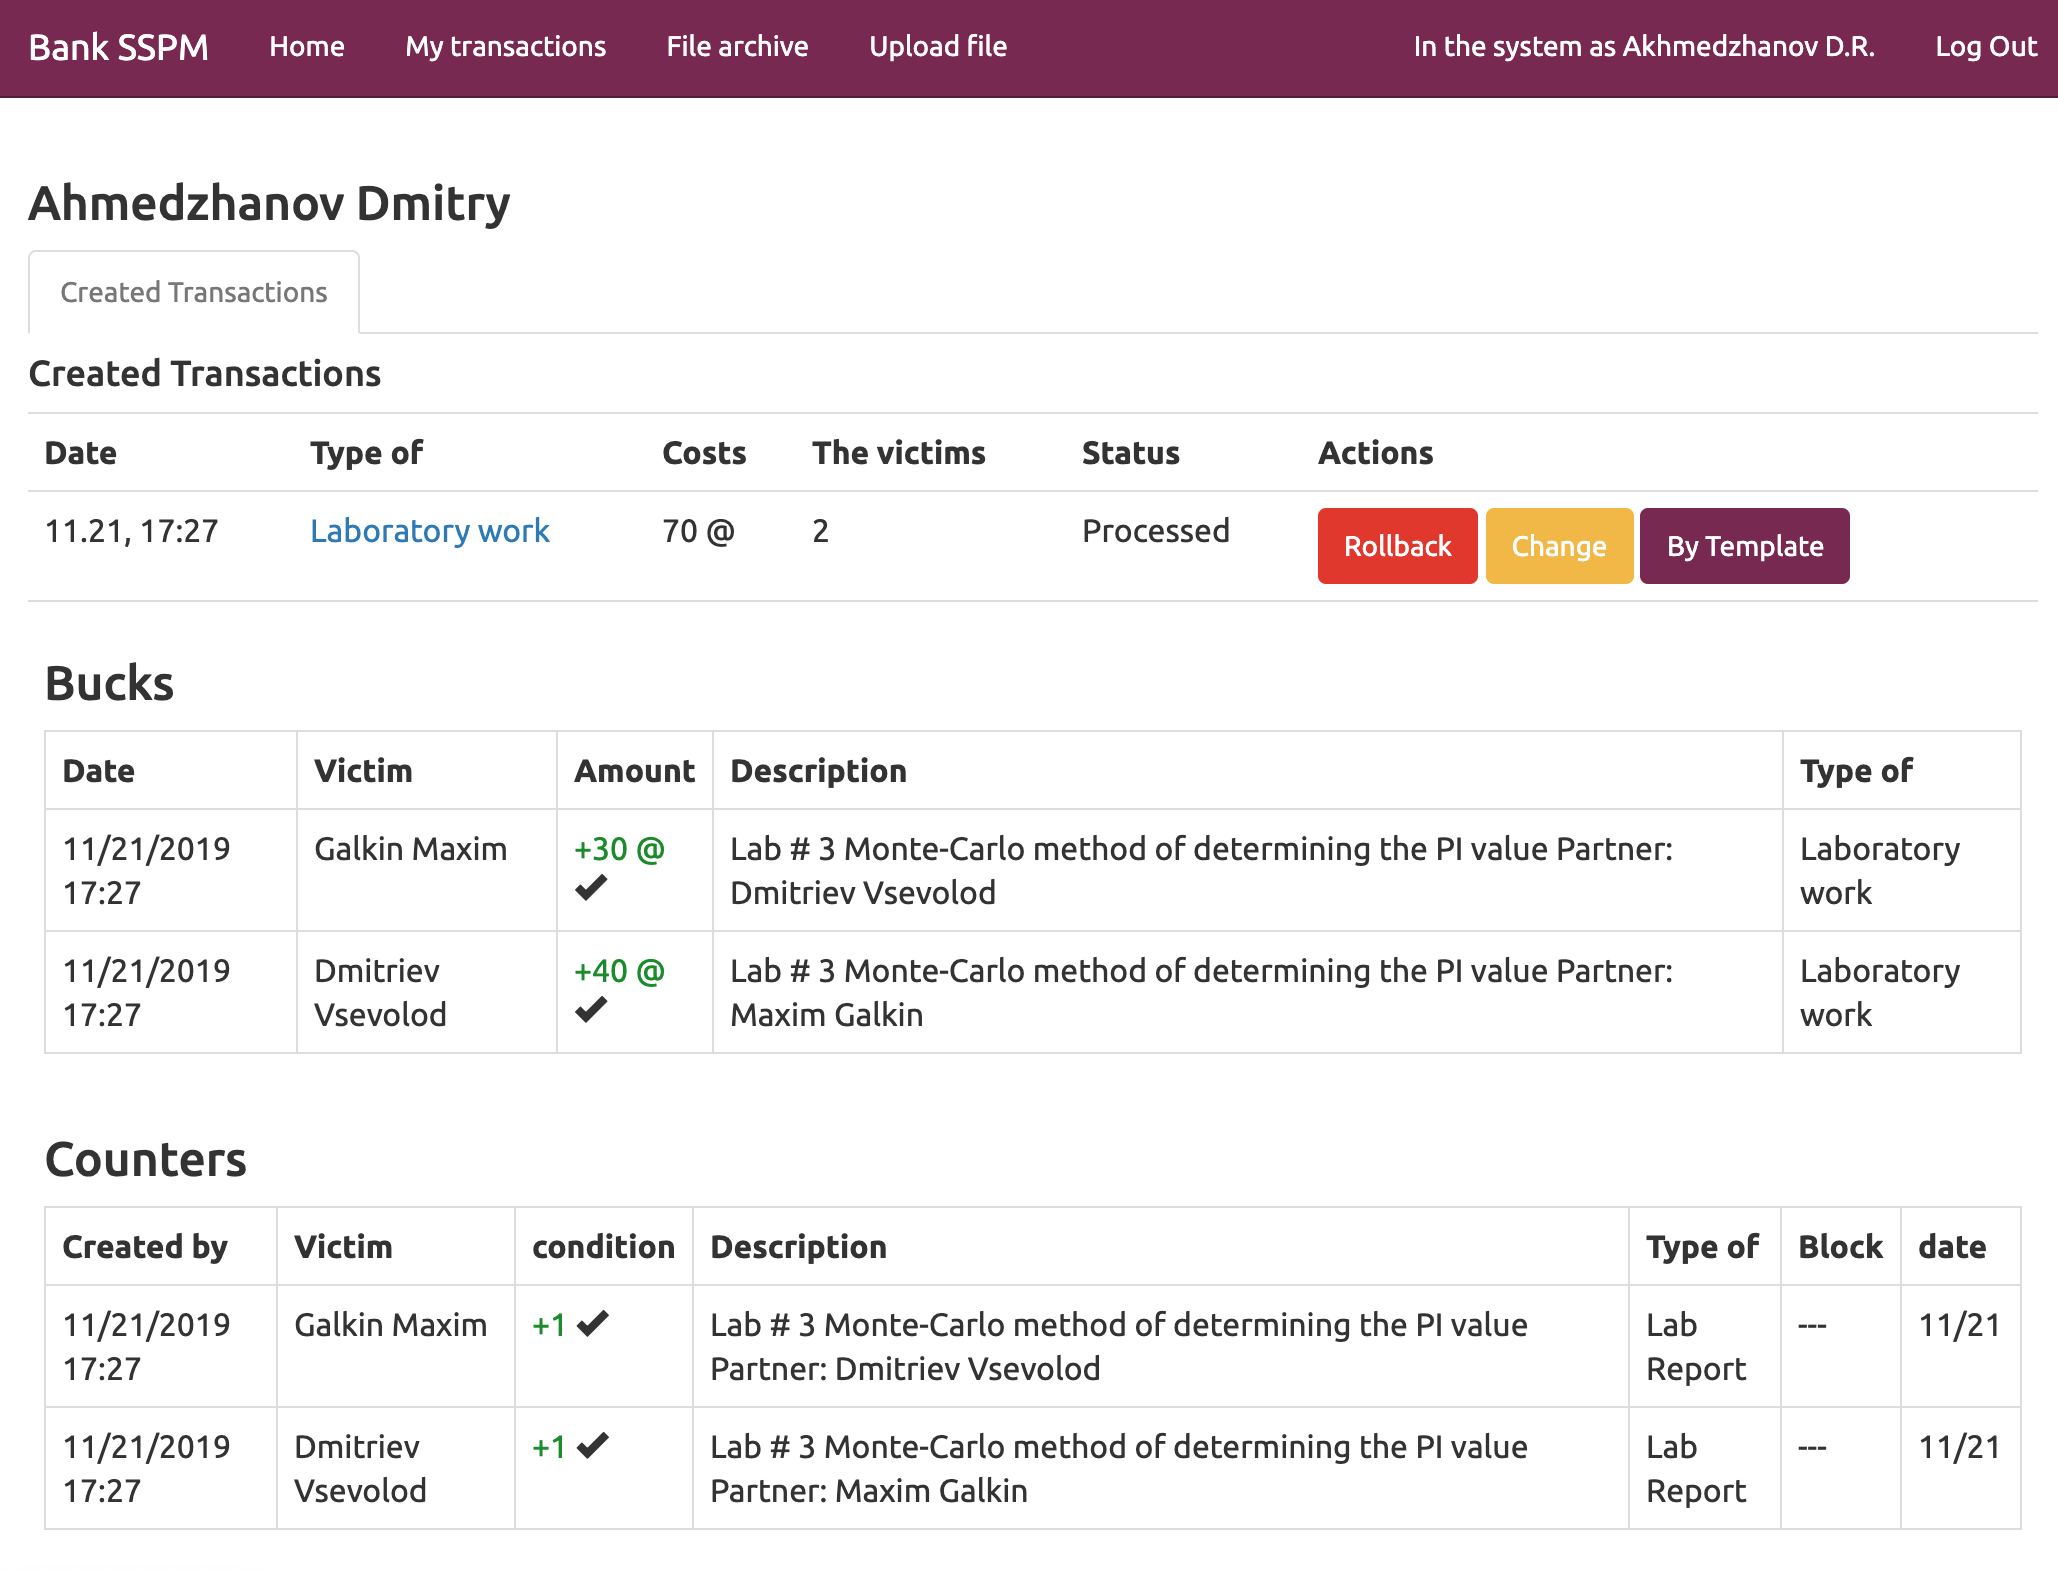 Bank SSPM Home My transactions File archive Upload file In the system as Akhmedzhanov D.R. Log Out
Ahmedzhanov Dmitry
Created Transactions
Created Transactions
Date Type of Costs The victims Status Actions
11.21, 17:27 Laboratory work 70 @ 2 Processed Rollback Change By Template
Bucks
Date Victim Amount Description Type of
11/21/2019 Galkin Maxim +30 @ Lab # 3 Monte-Carlo method of determining the PI value Partner: Laboratory
17:27 ✔ Dmitriev Vsevolod work
11/21/2019 Dmitriev +40 @ Lab # 3 Monte-Carlo method of determining the PI value Partner: Laboratory
17:27 Vsevolod ✔ Maxim Galkin work
Counters
Created by Victim condition Description Type of Block date
11/21/2019 Galkin Maxim +1 ✔ Lab # 3 Monte-Carlo method of determining the PI value Lab --- 11/21
17:27 Partner: Dmitriev Vsevolod Report
11/21/2019 Dmitriev +1 ✔ Lab # 3 Monte-Carlo method of determining the PI value Lab --- 11/21
17:27 Vsevolod Partner: Maxim Galkin Report